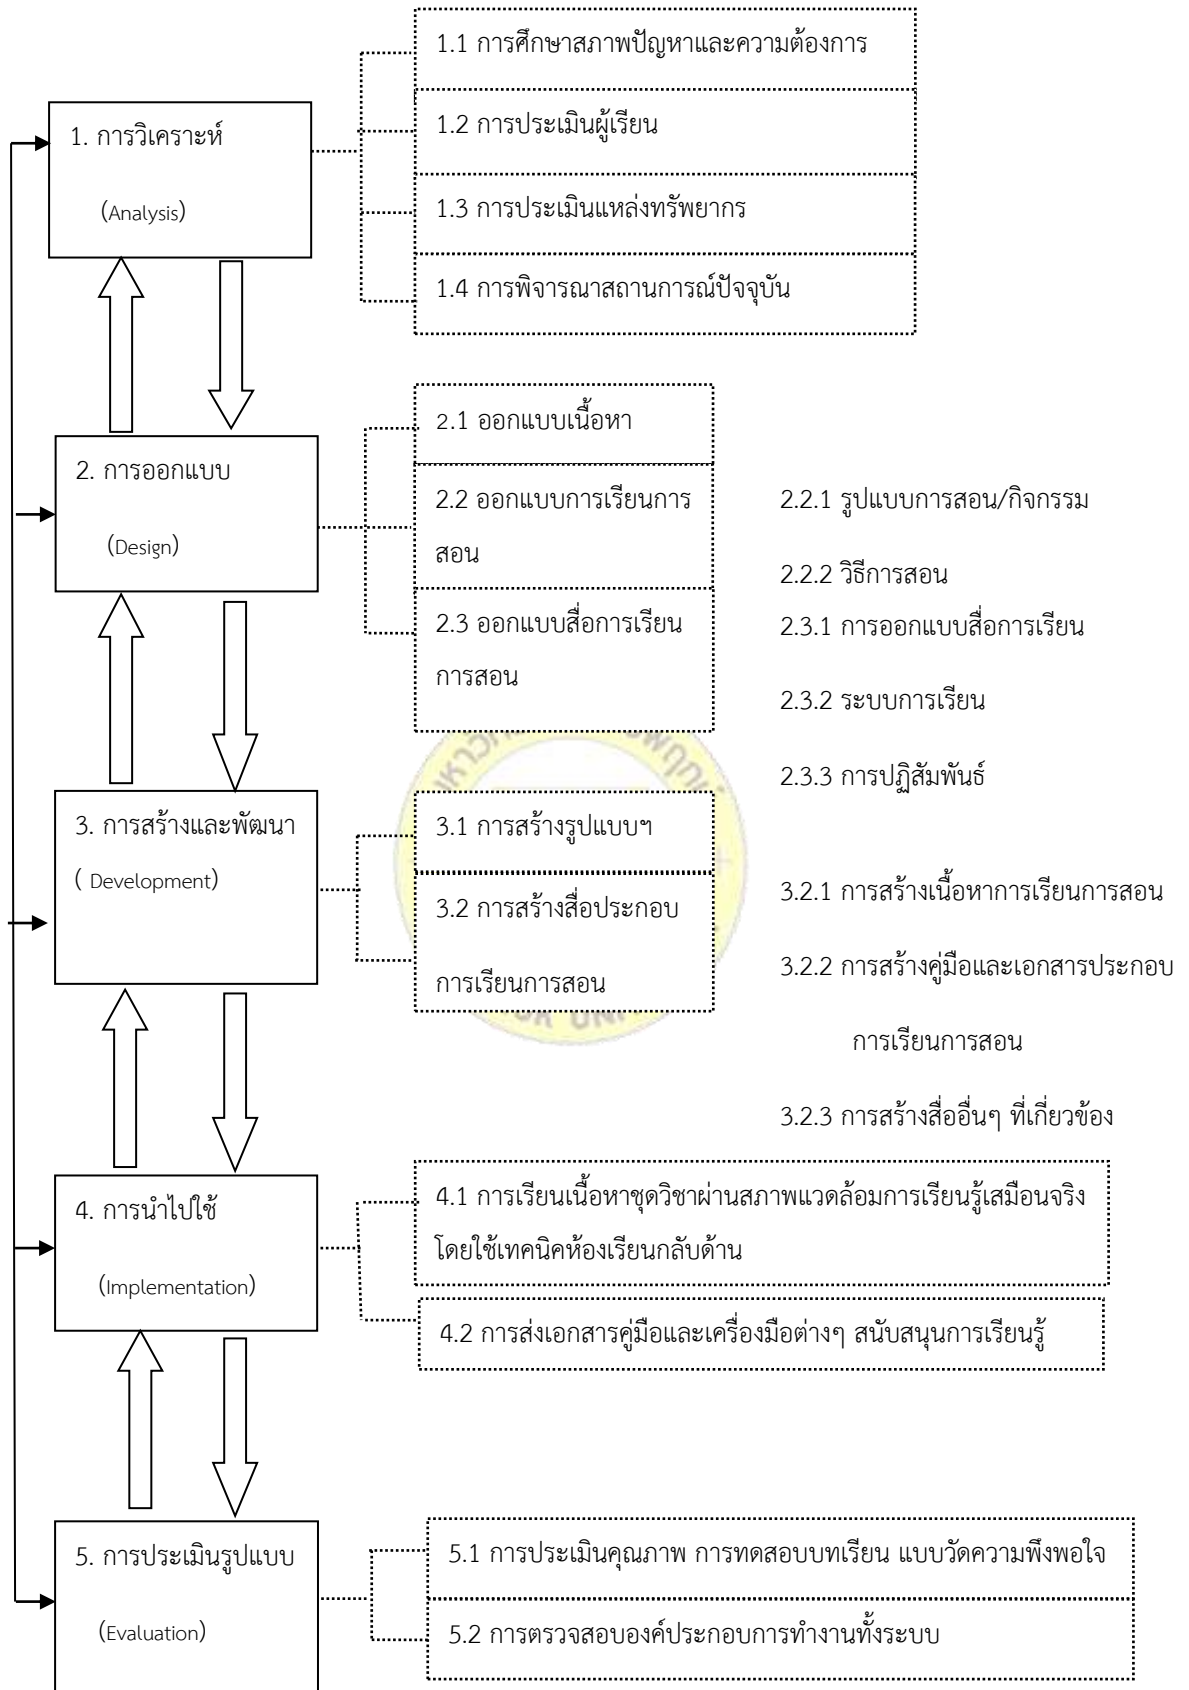 1.1 การศึกษาสภาพปัญหาและความต้องการ
1. การวิเคราะห์
(Analysis)
1.2 การประเมินผู้เรียน
1.3 การประเมินแหล่งทรัพยากร
1.4 การพิจารณาสถานการณ์ปัจจุบัน
2. การออกแบบ
(Design)
2.1 ออกแบบเนื้อหา
2.2 ออกแบบการเรียนการ
สอน
2.2.1 รูปแบบการสอน/กิจกรรม
2.2.2 วิธีการสอน
2.3 ออกแบบสื่อการเรียน
การสอน
2.3.1 การออกแบบสื่อการเรียน
2.3.2 ระบบการเรียน
2.3.3 การปฏิสัมพันธ์
3. การสร้างและพัฒนา
( Development)
3.1 การสร้างรูปแบบฯ
3.2 การสร้างสื่อประกอบ
การเรียนการสอน
3.2.1 การสร้างเนื้อหาการเรียนการสอน
3.2.2 การสร้างคู่มือและเอกสารประกอบ
การเรียนการสอน
3.2.3 การสร้างสื่ออื่นๆ ที่เกี่ยวข้อง
4. การนำไปใช้
(Implementation)
4.1 การเรียนเนื้อหาชุดวิชาผ่านสภาพแวดล้อมการเรียนรู้เสมือนจริง
โดยใช้เทคนิคห้องเรียนกลับด้าน
4.2 การส่งเอกสารคู่มือและเครื่องมือต่างๆ สนับสนุนการเรียนรู้
5. การประเมินรูปแบบ
(Evaluation)
5.1 การประเมินคุณภาพ การทดสอบบทเรียน แบบวัดความพึงพอใจ
5.2 การตรวจสอบองค์ประกอบการทำงานทั้งระบบ